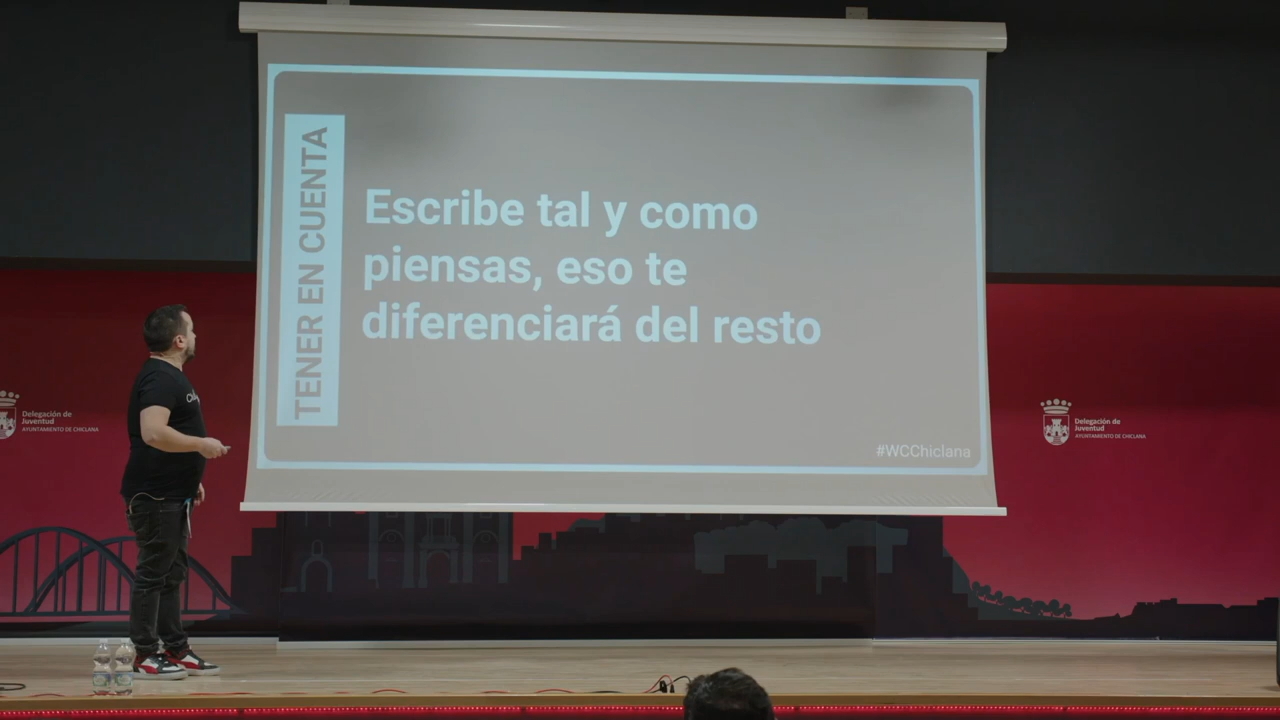 TENER EN CUENTA
Escribe tal y como
piensas, eso te
diferenciará del resto
#WCChiclana
Delegación de
Juventud
AYUNTAMIENTO DE CHICLANA
Delegación de
Juventud
AYUNTAMIENTO DE CHICLANA